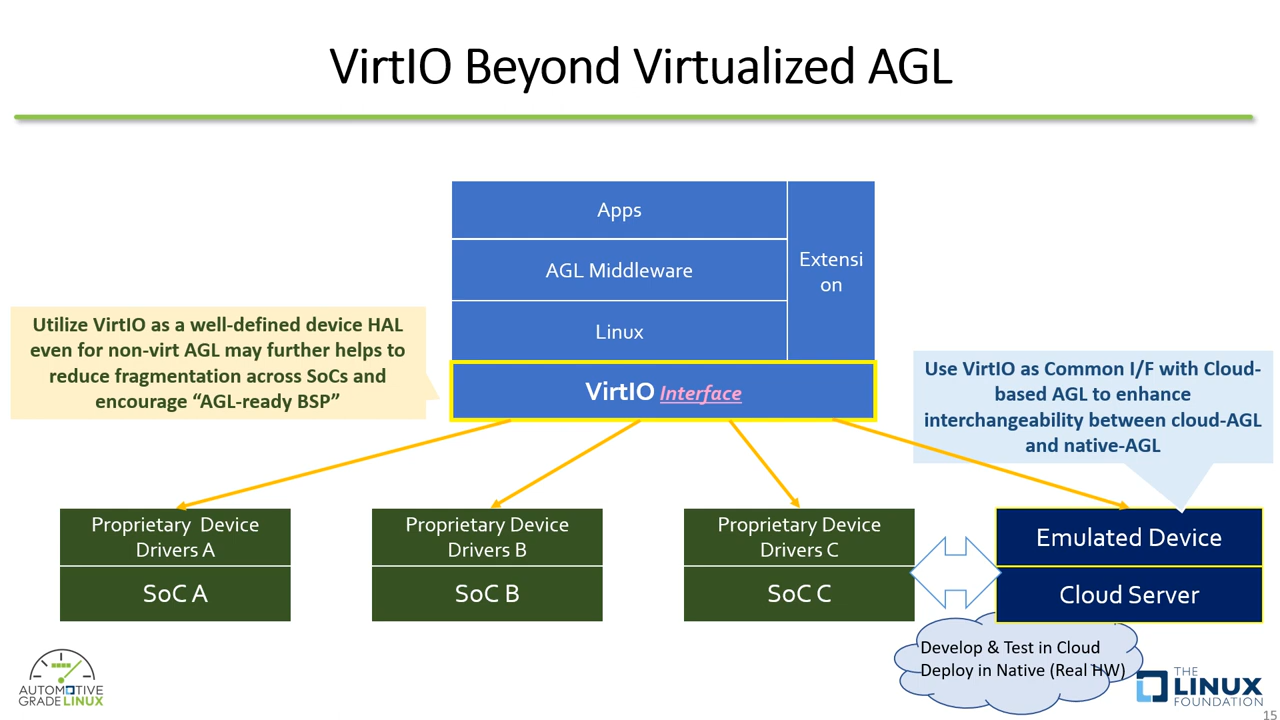 VirtIO Beyond Virtualized AGL
Apps
AGL Middleware
Linux
Extensi
on
VirtIO Interface
Utilize VirtIO as a well-defined device HAL
even for non-virt AGL may further helps to
reduce fragmentation across SoCs and
encourage “AGL-ready BSP”
Use VirtIO as Common I/F with Cloud-
based AGL to enhance
interchangeability between cloud-AGL
and native-AGL
Proprietary Device
Drivers A
SoC A
Proprietary Device
Drivers B
SoC B
Proprietary Device
Drivers C
SoC C
Emulated Device
Cloud Server
Develop & Test in Cloud
Deploy in Native (Real HW)
AUTOMOTIVE
GRADE LINUX
THE
LINUX
FOUNDATION
15